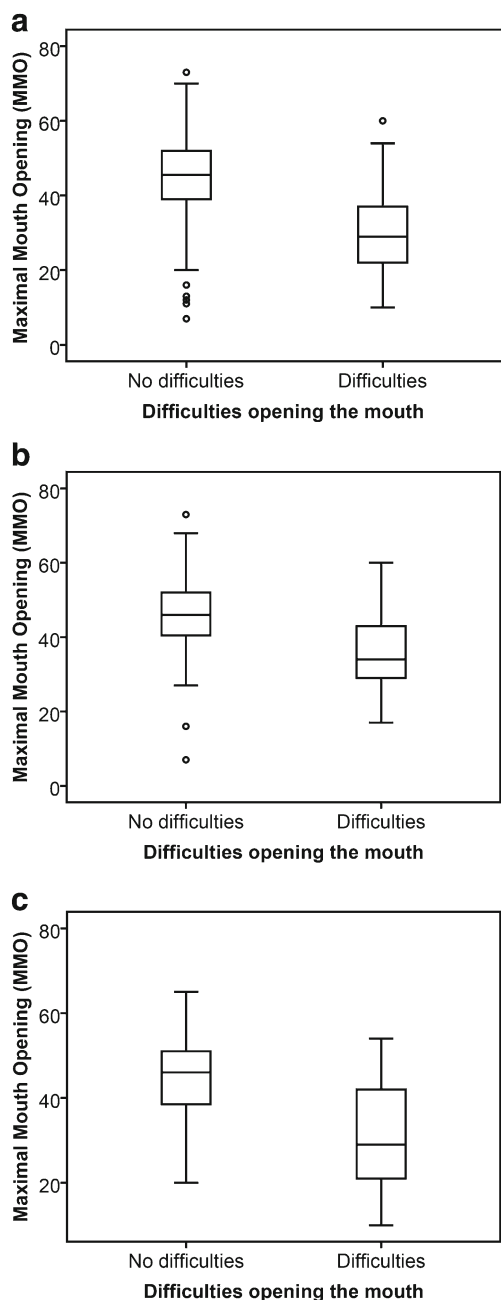 a
Maximal Mouth Opening (MMO)
80
60
40
20
0
No difficulties Difficulties
Difficulties opening the mouth
b
Maximal Mouth Opening (MMO)
80
60
40
20
0
No difficulties Difficulties
Difficulties opening the mouth
c
Maximal Mouth Opening (MMO)
80
60
40
20
No difficulties Difficulties
Difficulties opening the mouth